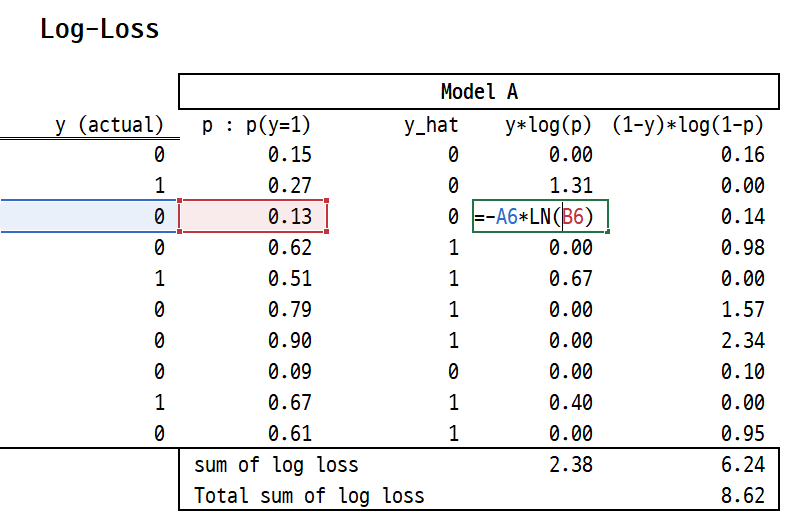 Log-Loss
Model A
y (actual) p : p(y=1) y_hat y*log(p) (1-y)*log(1-p)
0 0.15 0 0.00 0.16
1 0.27 0 1.31 0.00
0 0.13 0 =-A6*LN(B6) 0.14
0 0.62 1 0.00 0.98
1 0.51 1 0.67 0.00
0 0.79 1 0.00 1.57
0 0.90 1 0.00 2.34
0 0.09 0 0.00 0.10
1 0.67 1 0.40 0.00
0 0.61 1 0.00 0.95
sum of log loss 2.38 6.24
Total sum of log loss 8.62